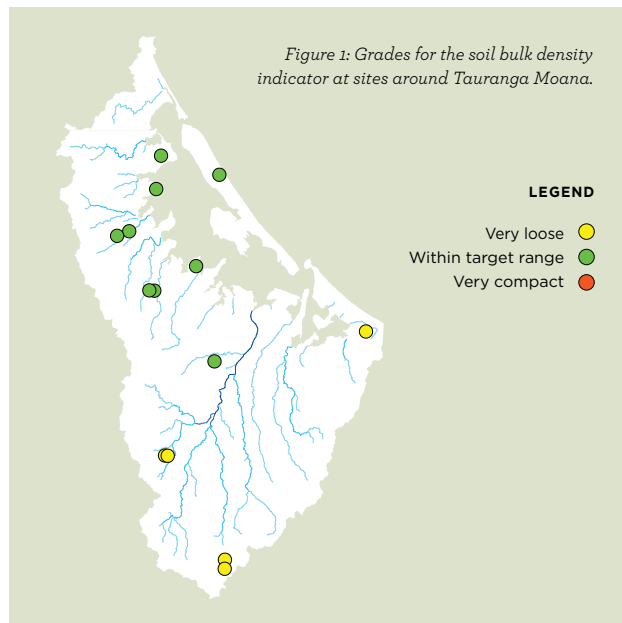 Figure 1: Grades for the soil bulk density
indicator at sites around Tauranga Moana.
LEGEND
Very loose
Within target range
Very compact